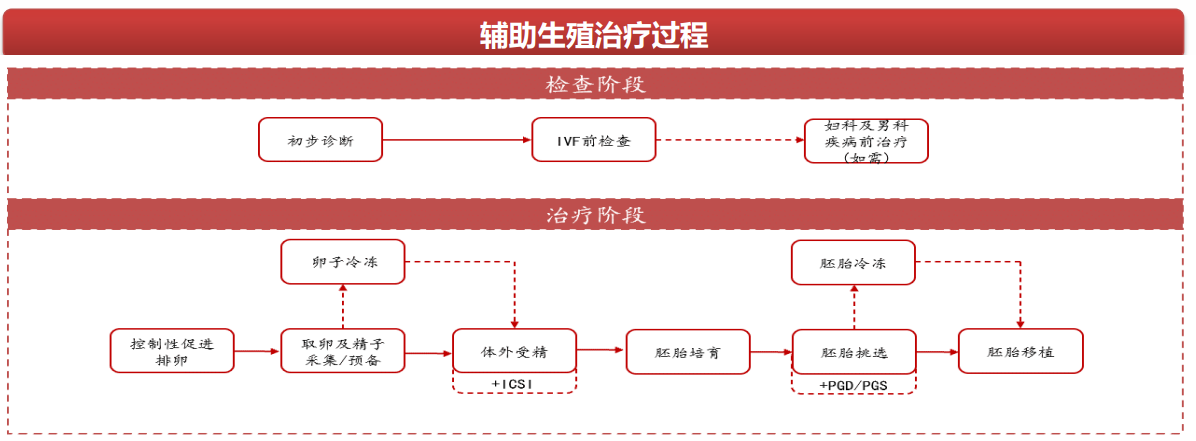 辅助生殖治疗过程
检查阶段
初步诊断
IVF前检查
妇科及男科
疾病前治疗
(如需)
治疗阶段
卵子冷冻
胚胎冷冻
控制性促进
排卵
取卵及精子
采集/预备
体外受精
+ICSI
胚胎培育
胚胎挑选
+PGD/PGS
胚胎移植